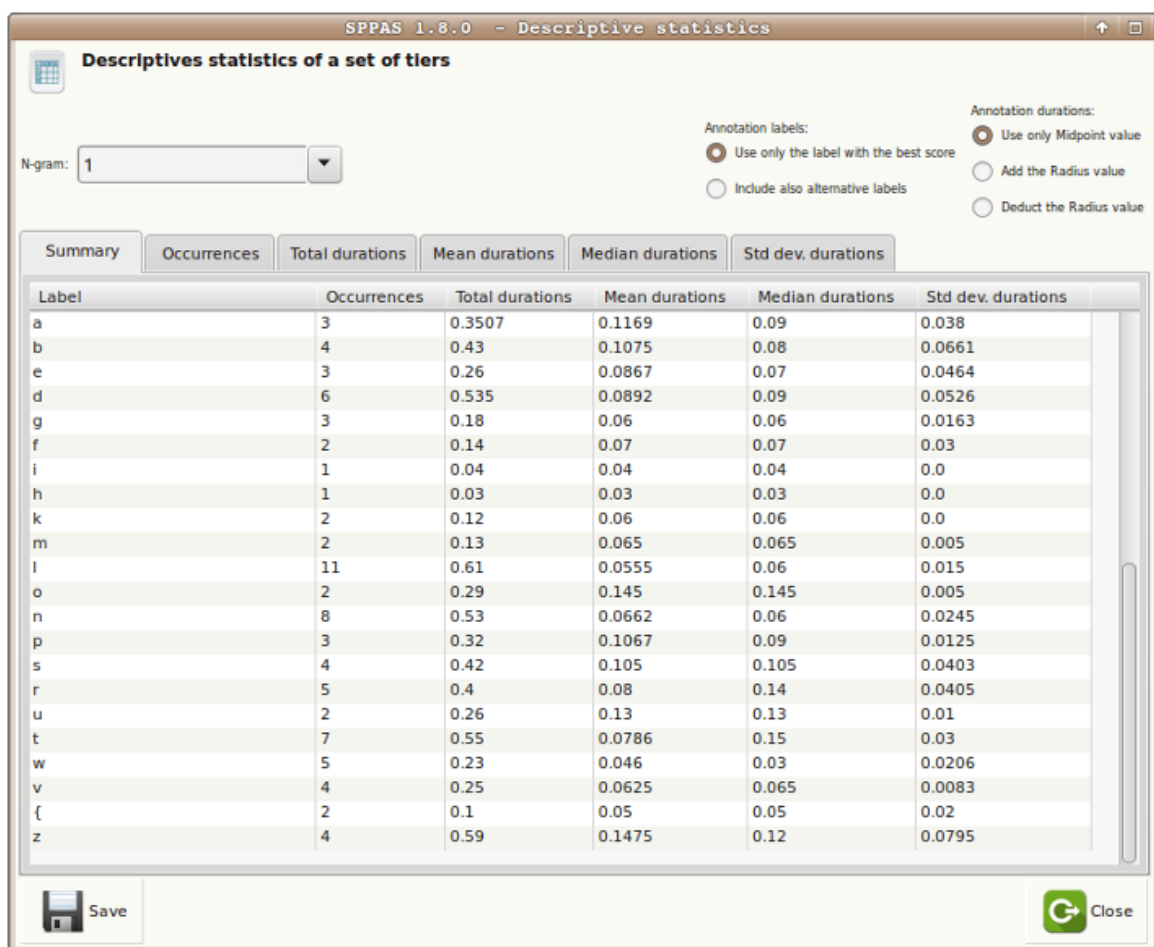 SPPAS 1.8.0 - Descriptive statistics
Descriptives statistics of a set of tiers
N-gram: 1
Annotation labels:
Use only the label with the best score
Include also alternative labels
Annotation durations:
Use only Midpoint value
Add the Radius value
Deduct the Radius value
Summary Occurrences Total durations Mean durations Median durations Std dev. durations
Label Occurrences Total durations Mean durations Median durations Std dev. durations
a 3 0.3507 0.1169 0.09 0.038
b 4 0.43 0.1075 0.08 0.0661
e 3 0.26 0.0867 0.07 0.0464
d 6 0.535 0.0892 0.09 0.0526
g 3 0.18 0.06 0.06 0.0163
f 2 0.14 0.07 0.07 0.03
i 1 0.04 0.04 0.04 0.0
h 1 0.03 0.03 0.03 0.0
k 2 0.12 0.06 0.06 0.0
m 2 0.13 0.065 0.065 0.005
l 11 0.61 0.0555 0.06 0.015
o 2 0.29 0.145 0.145 0.005
n 8 0.53 0.0662 0.06 0.0245
p 3 0.32 0.1067 0.09 0.0125
s 4 0.42 0.105 0.105 0.0403
r 5 0.4 0.08 0.14 0.0405
u 2 0.26 0.13 0.13 0.01
t 7 0.55 0.0786 0.15 0.03
w 5 0.23 0.046 0.03 0.0206
v 4 0.25 0.0625 0.065 0.0083
{ 2 0.1 0.05 0.05 0.02
z 4 0.59 0.1475 0.12 0.0795
Save
Close